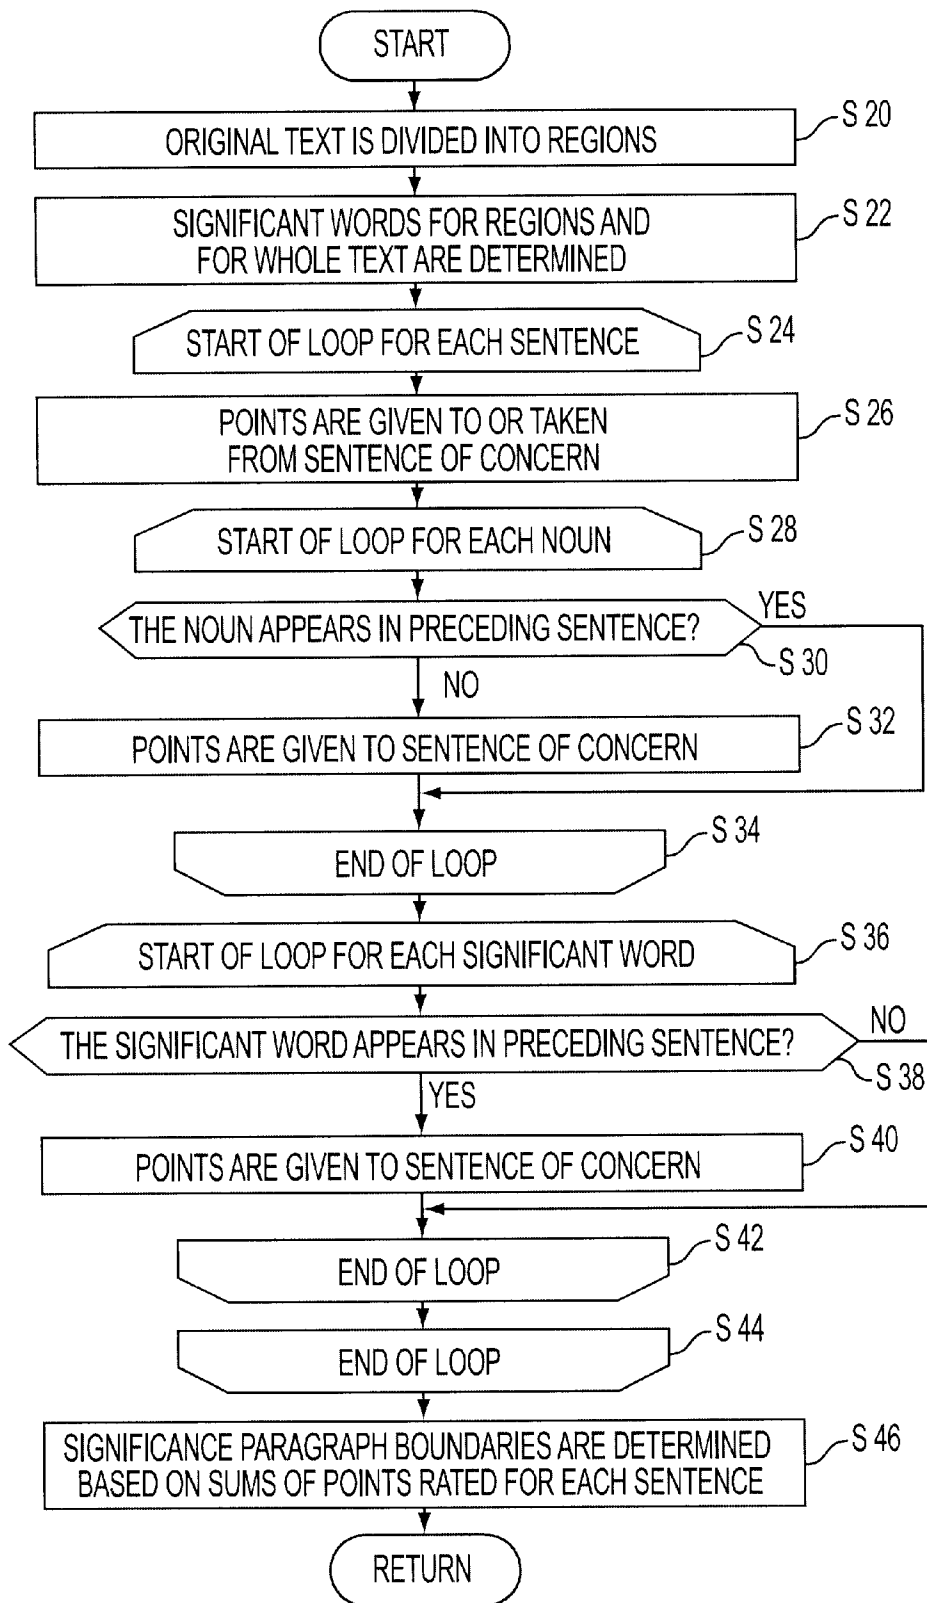 START
ORIGINAL TEXT IS DIVIDED INTO REGIONS
S 20
SIGNIFICANT WORDS FOR REGIONS AND
FOR WHOLE TEXT ARE DETERMINED
S 22
START OF LOOP FOR EACH SENTENCE
S 24
POINTS ARE GIVEN TO OR TAKEN
FROM SENTENCE OF CONCERN
S 26
START OF LOOP FOR EACH NOUN
S 28
THE NOUN APPEARS IN PRECEDING SENTENCE?
YES
S 30
NO
POINTS ARE GIVEN TO SENTENCE OF CONCERN
S 32
END OF LOOP
S 34
START OF LOOP FOR EACH SIGNIFICANT WORD
S 36
THE SIGNIFICANT WORD APPEARS IN PRECEDING SENTENCE?
NO
S 38
YES
POINTS ARE GIVEN TO SENTENCE OF CONCERN
S 40
END OF LOOP
S 42
END OF LOOP
S 44
SIGNIFICANCE PARAGRAPH BOUNDARIES ARE DETERMINED
BASED ON SUMS OF POINTS RATED FOR EACH SENTENCE
S 46
RETURN